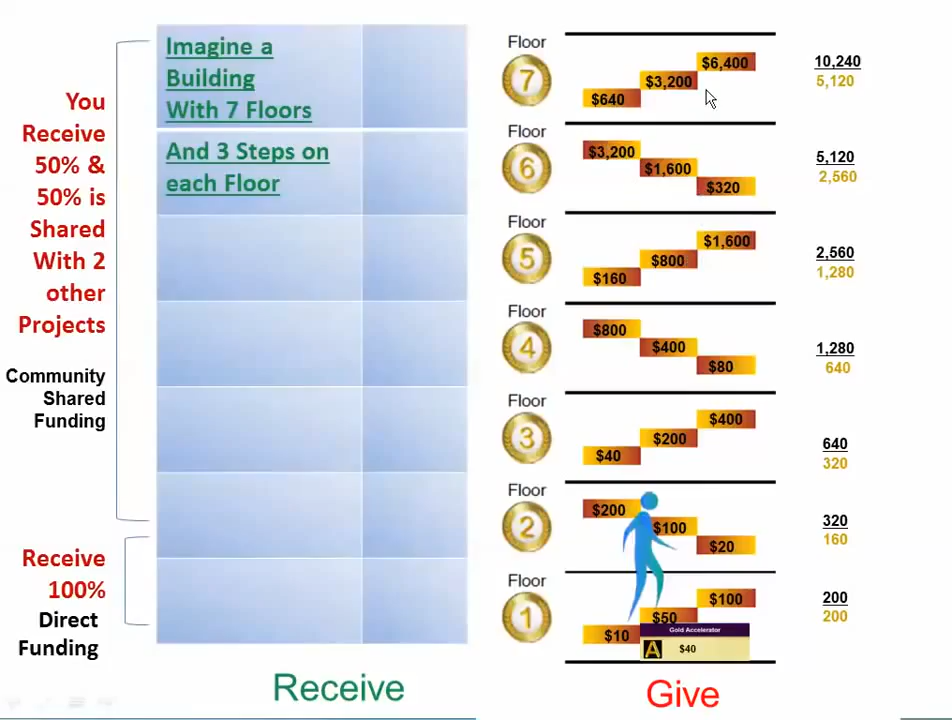 You
Receive
50% &
50% is
Shared
With 2
other
Projects
Community
Shared
Funding
Receive
100%
Direct
Funding
Imagine a
Building
With 7 Floors
And 3 Steps on
each Floor
Receive
Floor
7
$640
$3,200
$6,400
10,240
5,120
Floor
6
$3,200
$1,600
$320
5,120
2,560
Floor
5
$160
$800
$1,600
2,560
1,280
Floor
4
$800
$400
$80
1,280
640
Floor
3
$40
$200
$400
640
320
Floor
2
$200
$100
$20
320
160
Floor
1
$10
$50
$100
200
200
Gold Accelerator
A
$40
Give